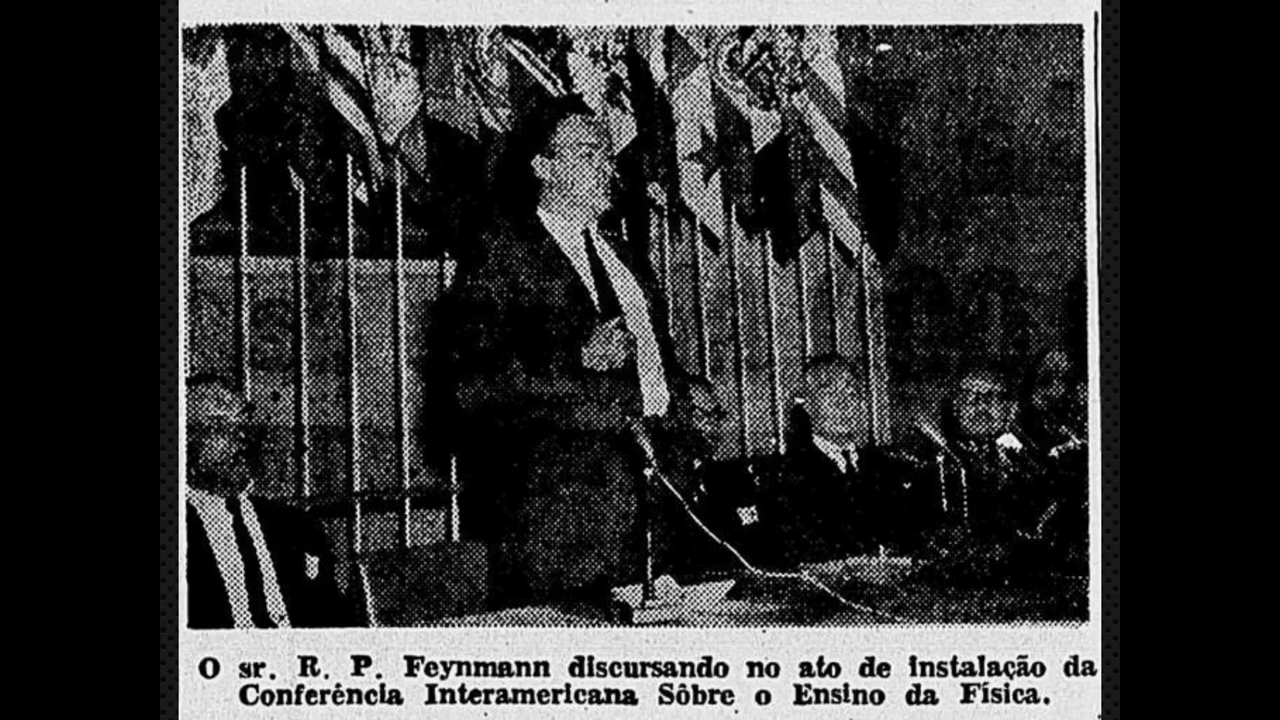 O sr. R. P. Feynmann discursando no ato de instalação da
Conferência Interamericana Sôbre o Ensino da Física.